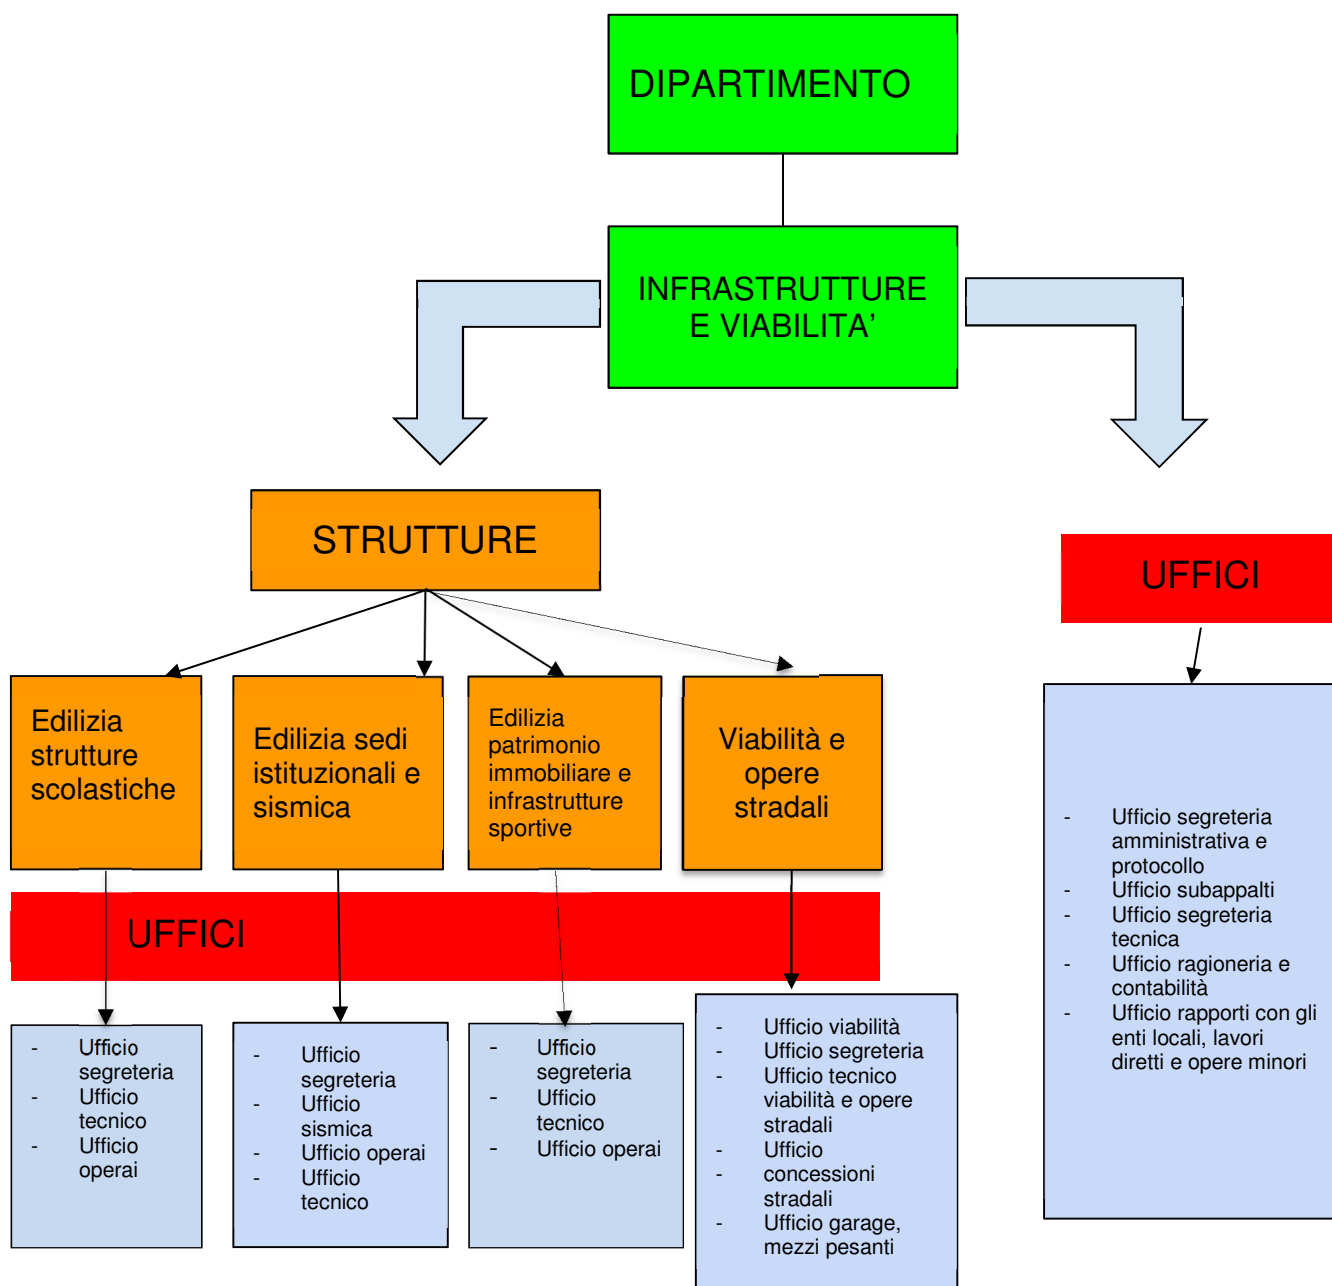 DIPARTIMENTO
INFRASTRUTTURE
E VIABILITA’
STRUTTURE
UFFICI
Edilizia
strutture
scolastiche
Edilizia sedi
istituzionali e
sismica
Edilizia
patrimonio
immobiliare e
infrastrutture
sportive
Viabilità e
opere
stradali
UFFICI
- Ufficio
segreteria
- Ufficio
tecnico
- Ufficio
operai
- Ufficio
segreteria
- Ufficio
sismica
- Ufficio operai
- Ufficio
tecnico
- Ufficio
segreteria
- Ufficio
tecnico
- Ufficio operai
- Ufficio viabilità
- Ufficio segreteria
- Ufficio tecnico
viabilità e opere
stradali
- Ufficio
- concessioni
stradali
- Ufficio garage,
mezzi pesanti
- Ufficio segreteria
amministrativa e
protocollo
- Ufficio subappalti
- Ufficio segreteria
tecnica
- Ufficio ragioneria e
contabilità
- Ufficio rapporti con gli
enti locali, lavori
diretti e opere minori